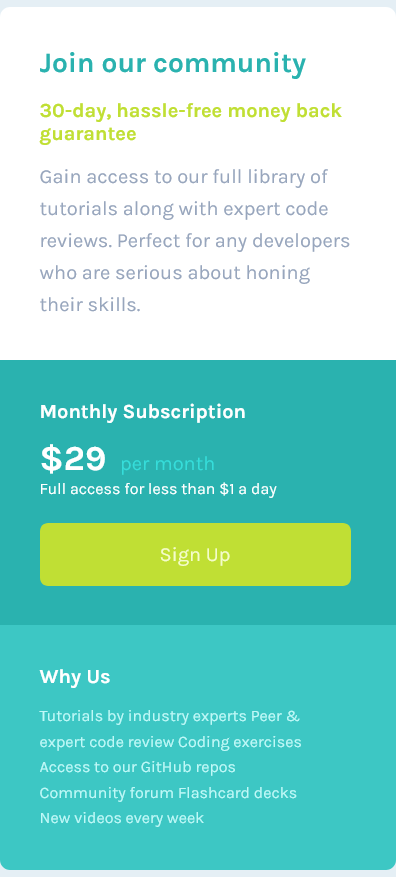 Join our community
30-day, hassle-free money back
guarantee
Gain access to our full library of
tutorials along with expert code
reviews. Perfect for any developers
who are serious about honing
their skills.
Monthly Subscription
$29 per month
Full access for less than $1 a day
Sign Up
Why Us
Tutorials by industry experts Peer &
expert code review Coding exercises
Access to our GitHub repos
Community forum Flashcard decks
New videos every week